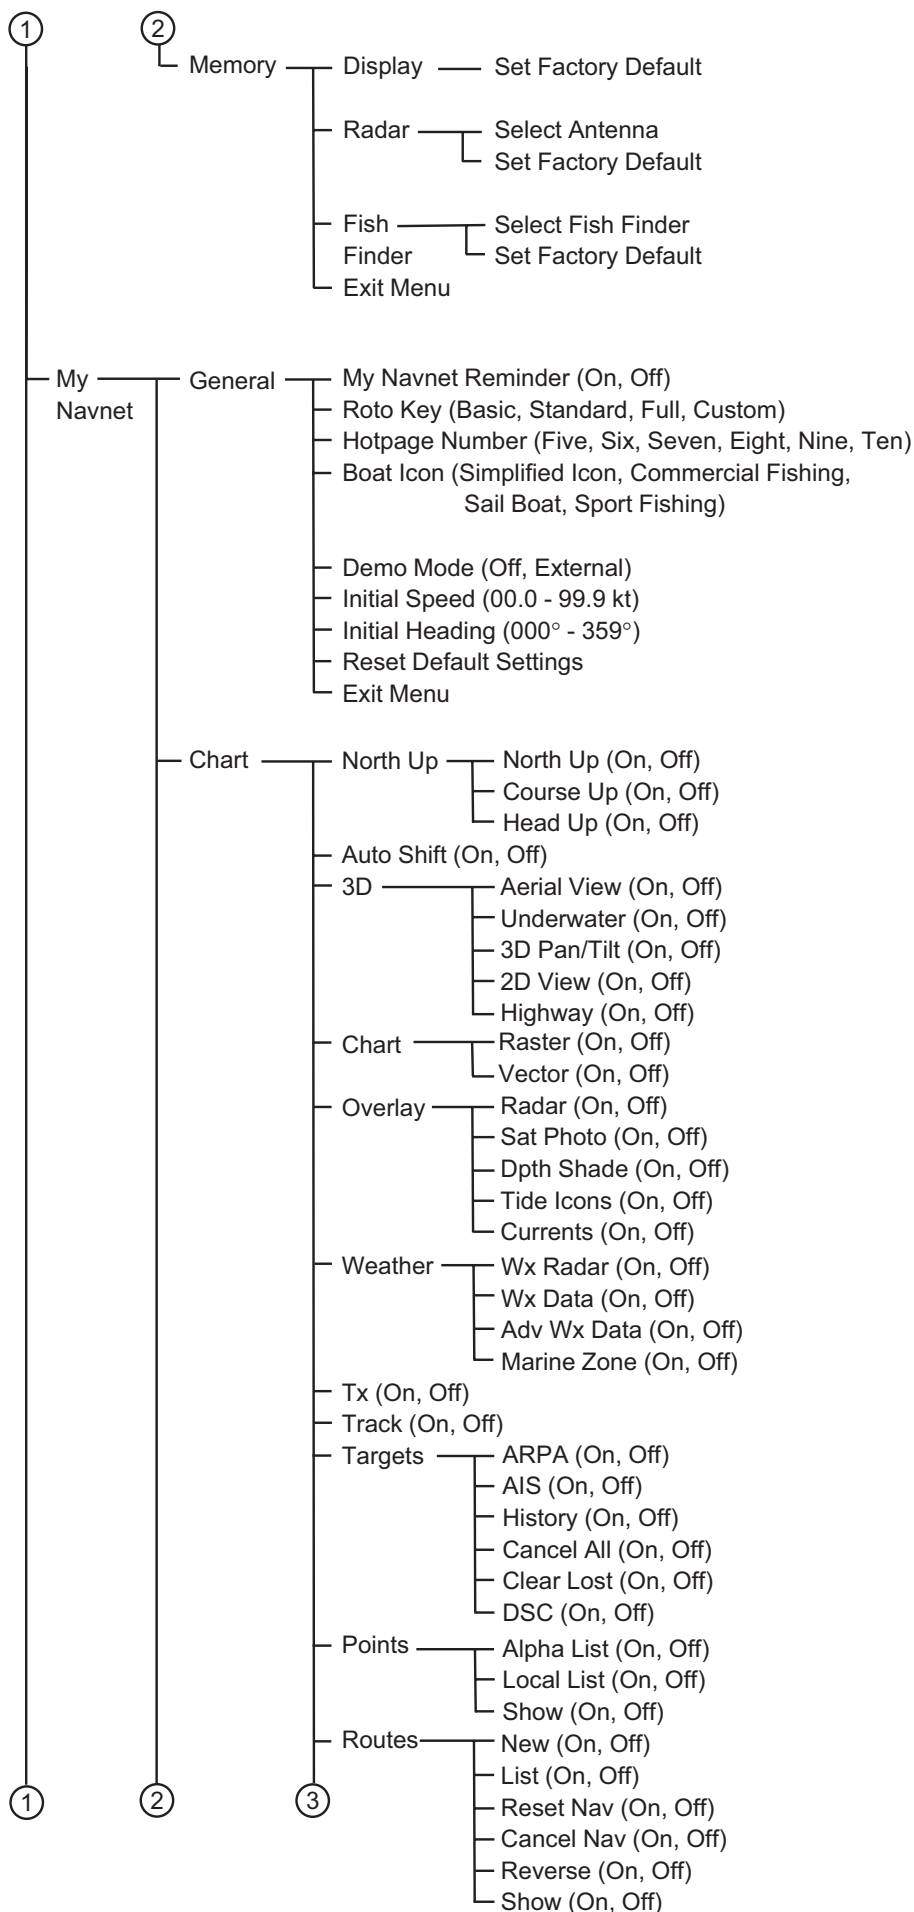 1 2
Memory Display Set Factory Default
Radar Select Antenna
Set Factory Default
Fish Select Fish Finder
Finder Set Factory Default
Exit Menu
My General My Navnet Reminder (On, Off)
Navnet Roto Key (Basic, Standard, Full, Custom)
Hotpage Number (Five, Six, Seven, Eight, Nine, Ten)
Boat Icon (Simplified Icon, Commercial Fishing,
Sail Boat, Sport Fishing)
Demo Mode (Off, External)
Initial Speed (00.0 - 99.9 kt)
Initial Heading (000° - 359°)
Reset Default Settings
Exit Menu
Chart North Up North Up (On, Off)
Course Up (On, Off)
Head Up (On, Off)
Auto Shift (On, Off)
3D Aerial View (On, Off)
Underwater (On, Off)
3D Pan/Tilt (On, Off)
2D View (On, Off)
Highway (On, Off)
Chart Raster (On, Off)
Vector (On, Off)
Overlay Radar (On, Off)
Sat Photo (On, Off)
Dpth Shade (On, Off)
Tide Icons (On, Off)
Currents (On, Off)
Weather Wx Radar (On, Off)
Wx Data (On, Off)
Adv Wx Data (On, Off)
Marine Zone (On, Off)
Tx (On, Off)
Track (On, Off)
Targets ARPA (On, Off)
AIS (On, Off)
History (On, Off)
Cancel All (On, Off)
Clear Lost (On, Off)
DSC (On, Off)
Points Alpha List (On, Off)
Local List (On, Off)
Show (On, Off)
Routes New (On, Off)
List (On, Off)
Reset Nav (On, Off)
Cancel Nav (On, Off)
Reverse (On, Off)
Show (On, Off)
1 2 3